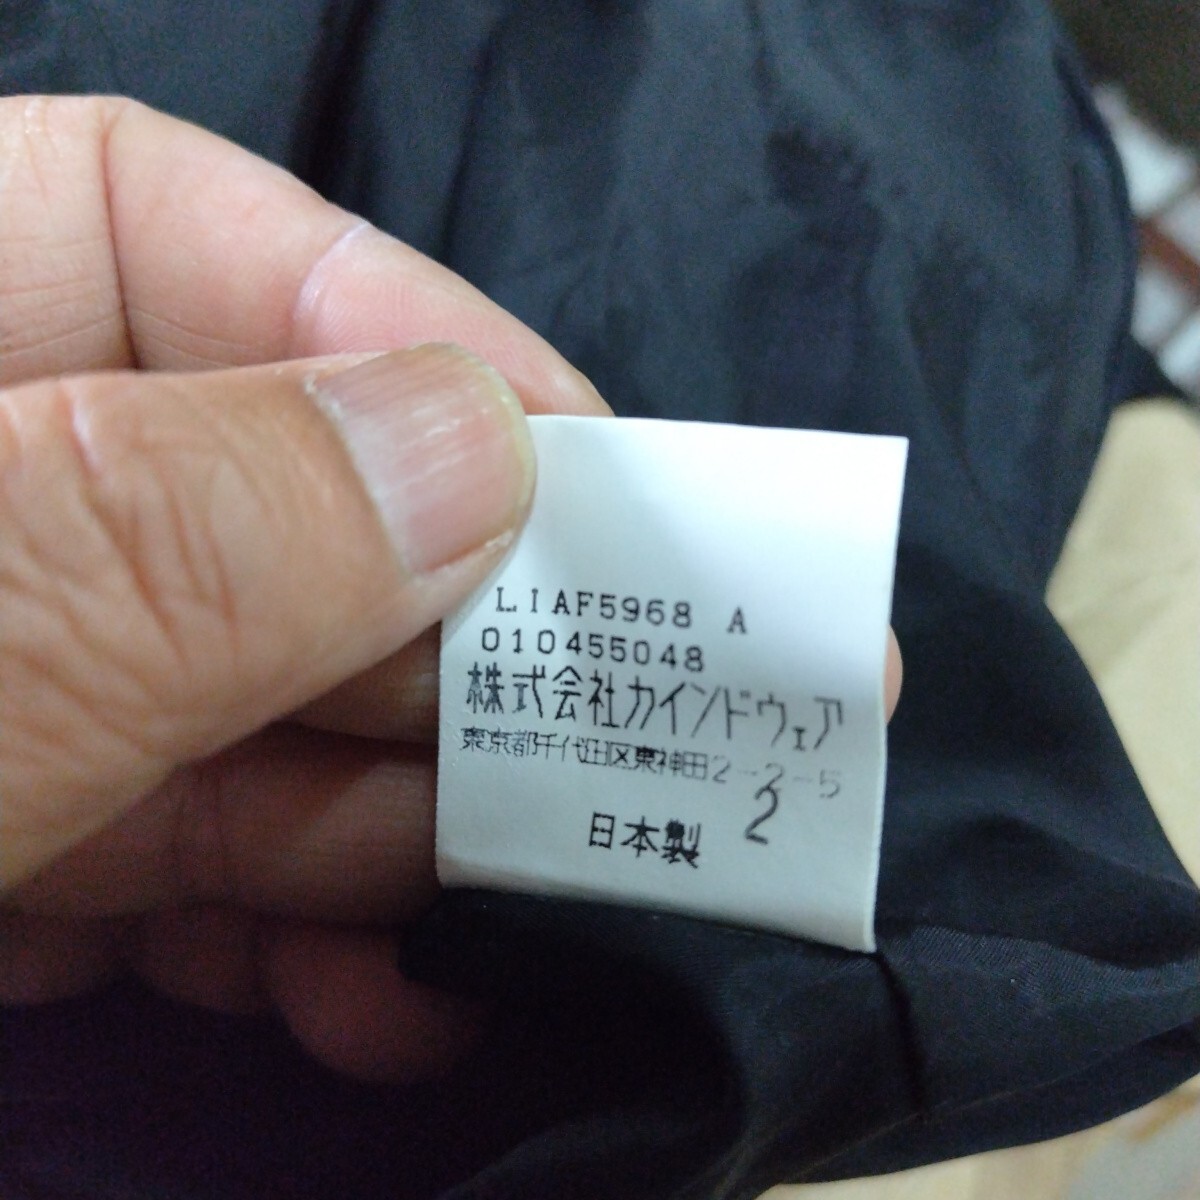 LIAF5968 A
010455048
株式会社カインドウェア
東京都千代田区東神田2-2-5
2
日本製